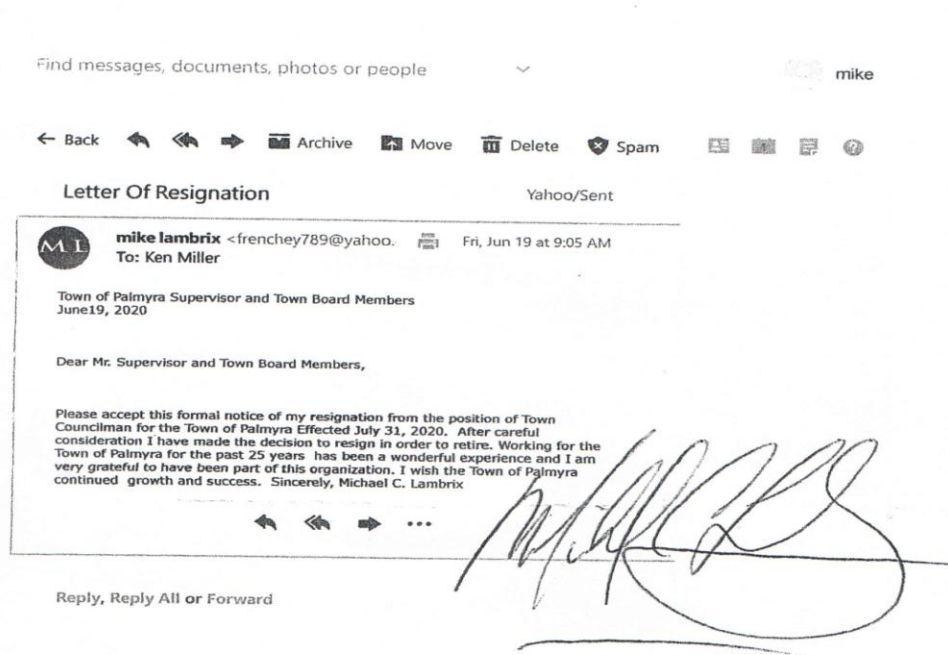 Find messages, documents, photos or people
mike
← Back Archive Move Delete Spam
Letter Of Resignation Yahoo/Sent
M L mike lambrix <frenchey789@yahoo. Fri, Jun 19 at 9:05 AM
To: Ken Miller
Town of Palmyra Supervisor and Town Board Members
June19, 2020
Dear Mr. Supervisor and Town Board Members,
Please accept this formal notice of my resignation from the position of Town
Councilman for the Town of Palmyra Effected July 31, 2020. After careful
consideration I have made the decision to resign in order to retire. Working for the
Town of Palmyra for the past 25 years has been a wonderful experience and I am
very grateful to have been part of this organization. I wish the Town of Palmyra
continued growth and success. Sincerely, Michael C. Lambrix
Reply, Reply All or Forward